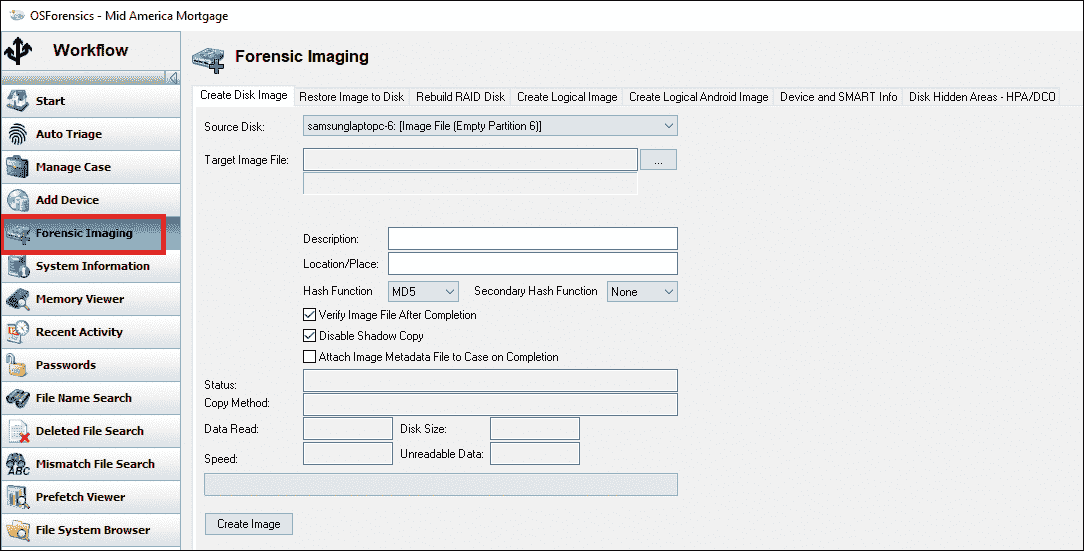 OSForensics - Mid America Mortgage
Workflow
Start
Auto Triage
Manage Case
Add Device
Forensic Imaging
System Information
Memory Viewer
Recent Activity
Passwords
File Name Search
Deleted File Search
Mismatch File Search
ABC
Prefetch Viewer
File System Browser
Forensic Imaging
Create Disk Image Restore Image to Disk Rebuild RAID Disk Create Logical Image Create Logical Android Image Device and SMART Info Disk Hidden Areas - HPA/DCO
Source Disk: samsunglaptopc-6: [Image File (Empty Partition 6)]
Target Image File: ...
Description:
Location/Place:
Hash Function MD5 Secondary Hash Function None
Verify Image File After Completion
Disable Shadow Copy
Attach Image Metadata File to Case on Completion
Status:
Copy Method:
Data Read: Disk Size:
Speed: Unreadable Data:
Create Image